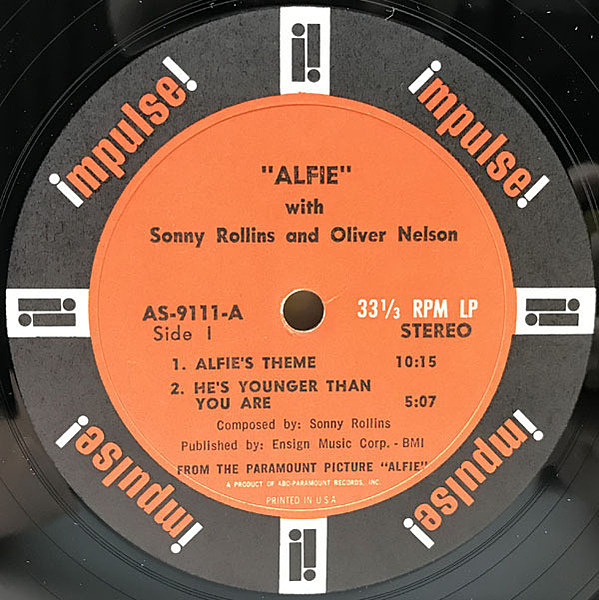 impulse!
impulse!
"ALFIE"
with
Sonny Rollins and Oliver Nelson
AS-9111-A
33 1/3 RPM LP
Side I
STEREO
1. ALFIE'S THEME 10:15
2. HE'S YOUNGER THAN
YOU ARE 5:07
Composed by: Sonny Rollins
Published by: Ensign Music Corp. - BMI
FROM THE PARAMOUNT PICTURE "ALFIE"
A PRODUCT OF ABC-PARAMOUNT RECORDS, INC.
PRINTED IN U.S.A
impulse!
impulse!